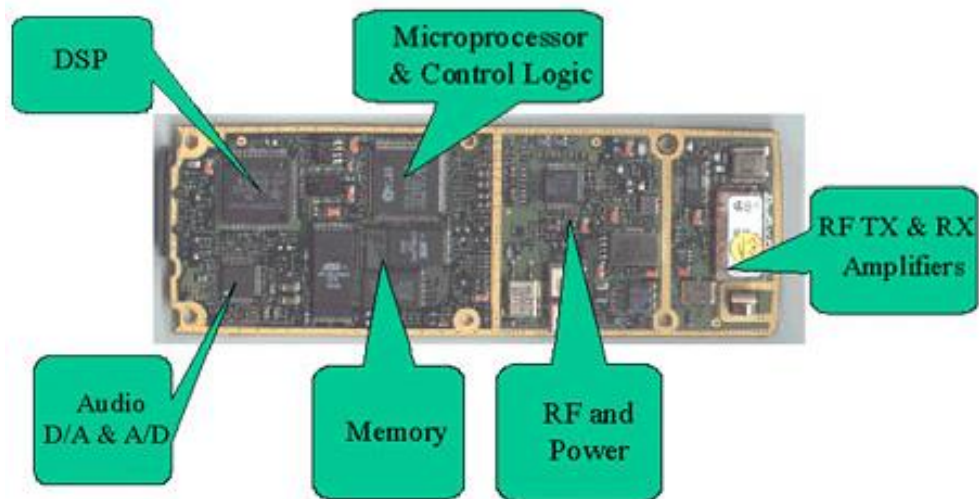 DSP
Microprocessor
& Control Logic
RF TX & RX
Amplifiers
Audio
D/A & A/D
Memory
RF and
Power